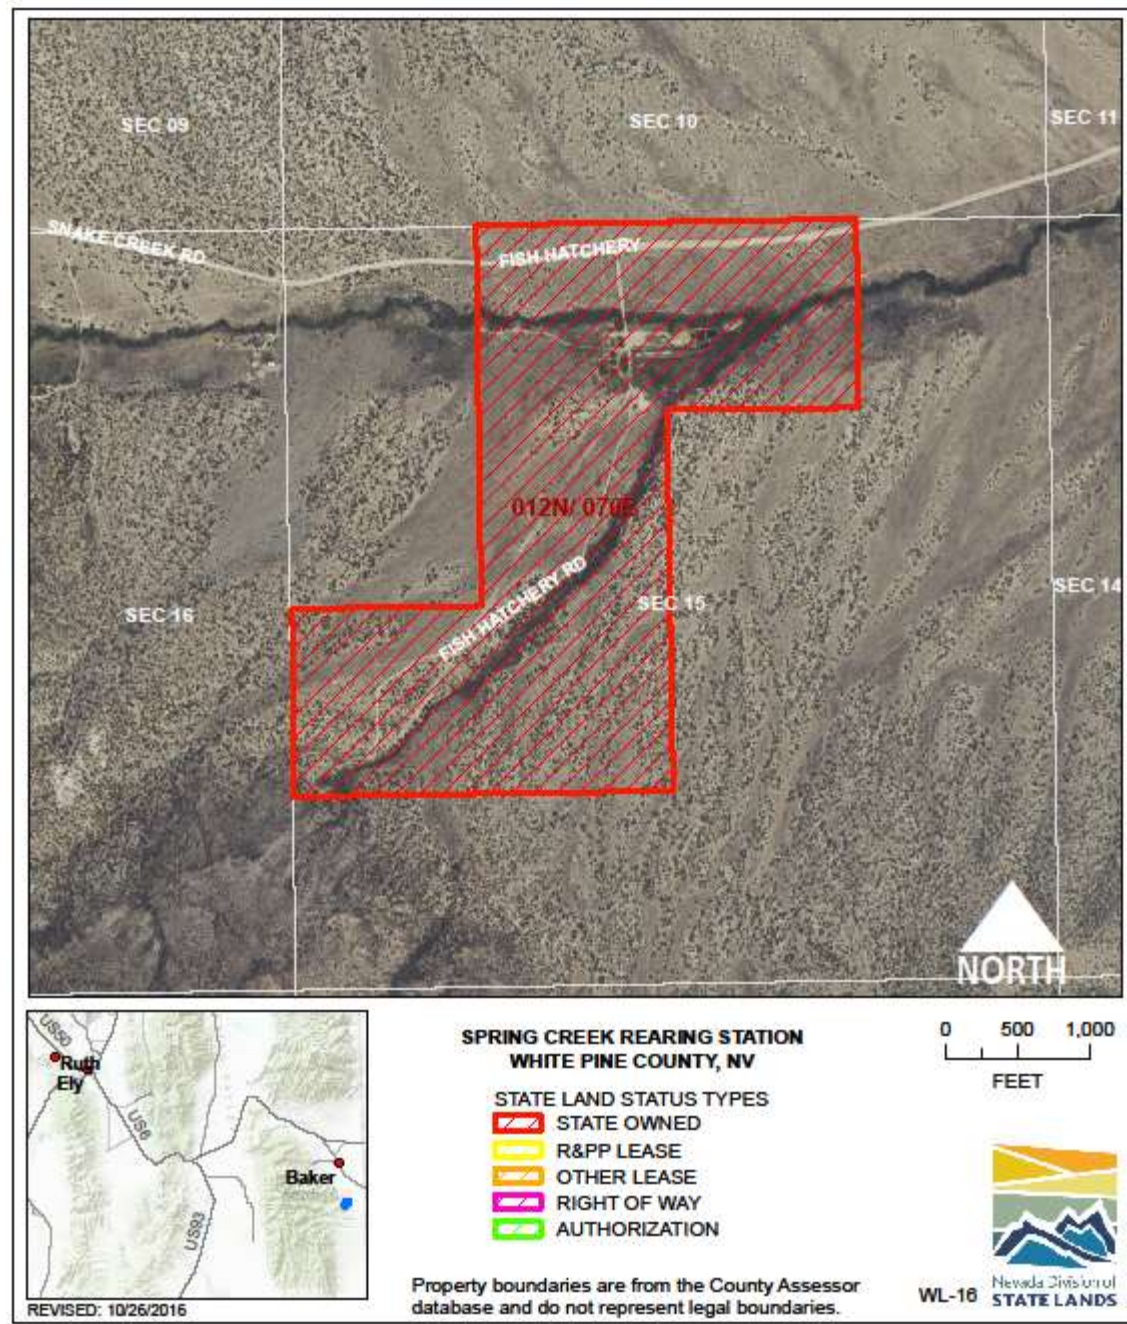 SEC 09
SEC 10
SEC 11
SNAKE CREEK RD
FISH HATCHERY
012N/ 070E
FISH HATCHERY RD
SEC 16
SEC 15
SEC 14
NORTH
US50
Ruth
Ely
US6
Baker
US93
REVISED: 10/26/2016
SPRING CREEK REARING STATION
WHITE PINE COUNTY, NV
STATE LAND STATUS TYPES
STATE OWNED
R&PP LEASE
OTHER LEASE
RIGHT OF WAY
AUTHORIZATION
Property boundaries are from the County Assessor
database and do not represent legal boundaries.
0 500 1,000
FEET
WL-16
Nevada Division of
STATE LANDS